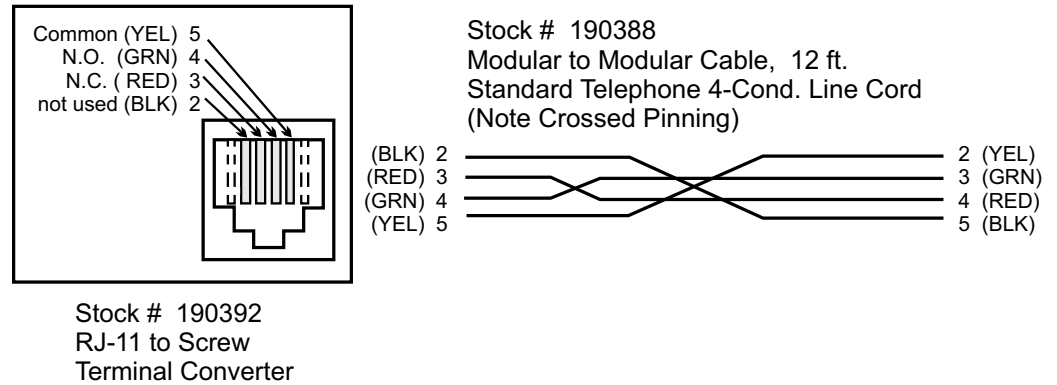 Common (YEL) 5
N.O. (GRN) 4
N.C. ( RED) 3
not used (BLK) 2
Stock # 190392
RJ-11 to Screw
Terminal Converter
Stock # 190388
Modular to Modular Cable, 12 ft.
Standard Telephone 4-Cond. Line Cord
(Note Crossed Pinning)
(BLK) 2
(RED) 3
(GRN) 4
(YEL) 5
2 (YEL)
3 (GRN)
4 (RED)
5 (BLK)